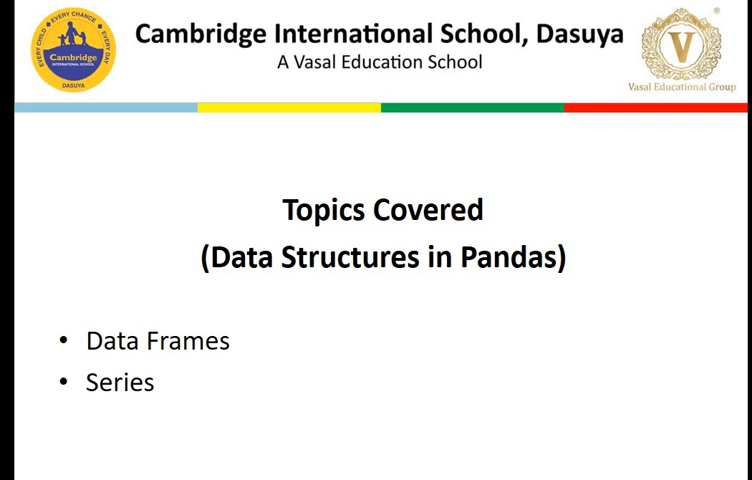 EVERY CHILD • EVERY CHANCE • EVERY DAY
Cambridge
INTERNATIONAL SCHOOL
DASUYA
Cambridge International School, Dasuya
A Vasal Education School
V
®
Vasal Educational Group
Topics Covered
(Data Structures in Pandas)
• Data Frames
• Series